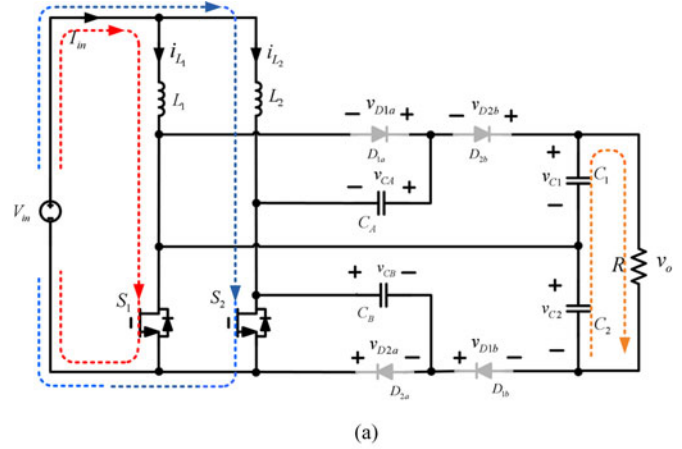 I_in i_L1 i_L2
L_1 L_2
− v_D1a + − v_D2b +
D_1a D_2b
− v_CA +
C_A
+ v_C1 − C_1
V_in
R v_o
S_1 S_2
+ v_CB −
C_B
+ v_C2 − C_2
+ v_D2a − + v_D1b −
D_2a D_1b
(a)